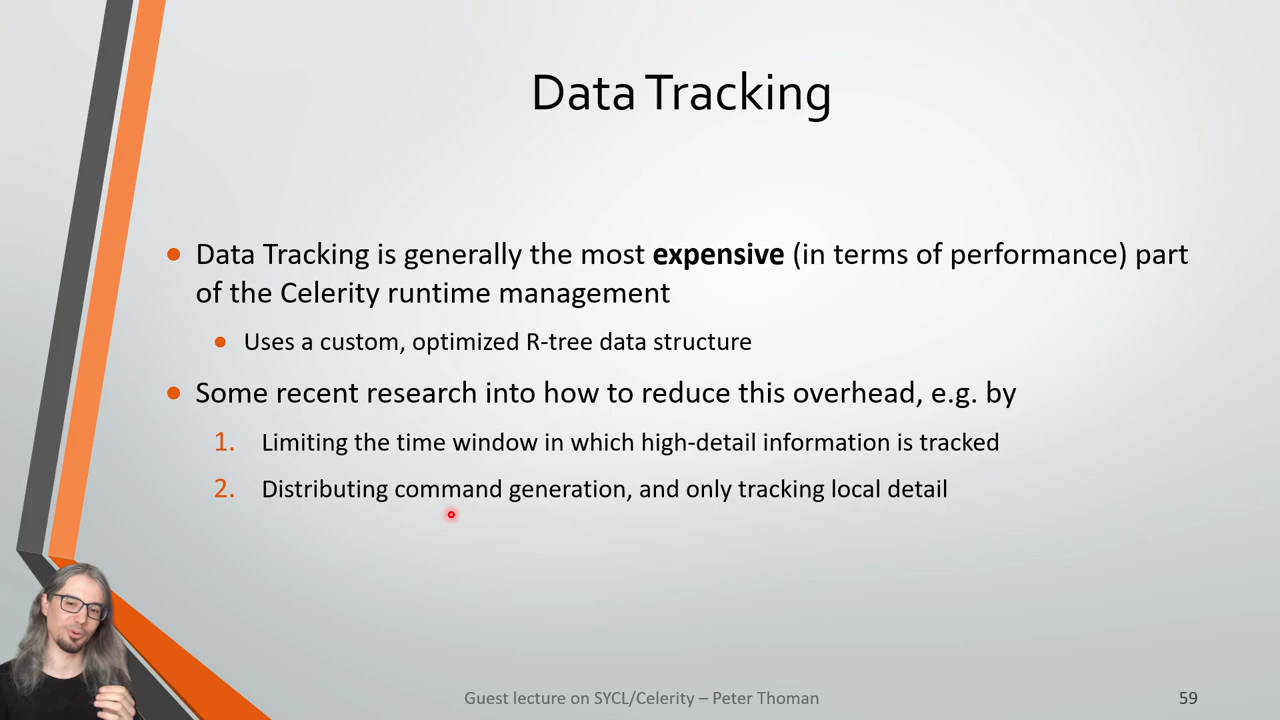 Data Tracking
Data Tracking is generally the most expensive (in terms of performance) part
of the Celerity runtime management
Uses a custom, optimized R-tree data structure
Some recent research into how to reduce this overhead, e.g. by
1. Limiting the time window in which high-detail information is tracked
2. Distributing command generation, and only tracking local detail
Guest lecture on SYCL/Celerity – Peter Thoman
59